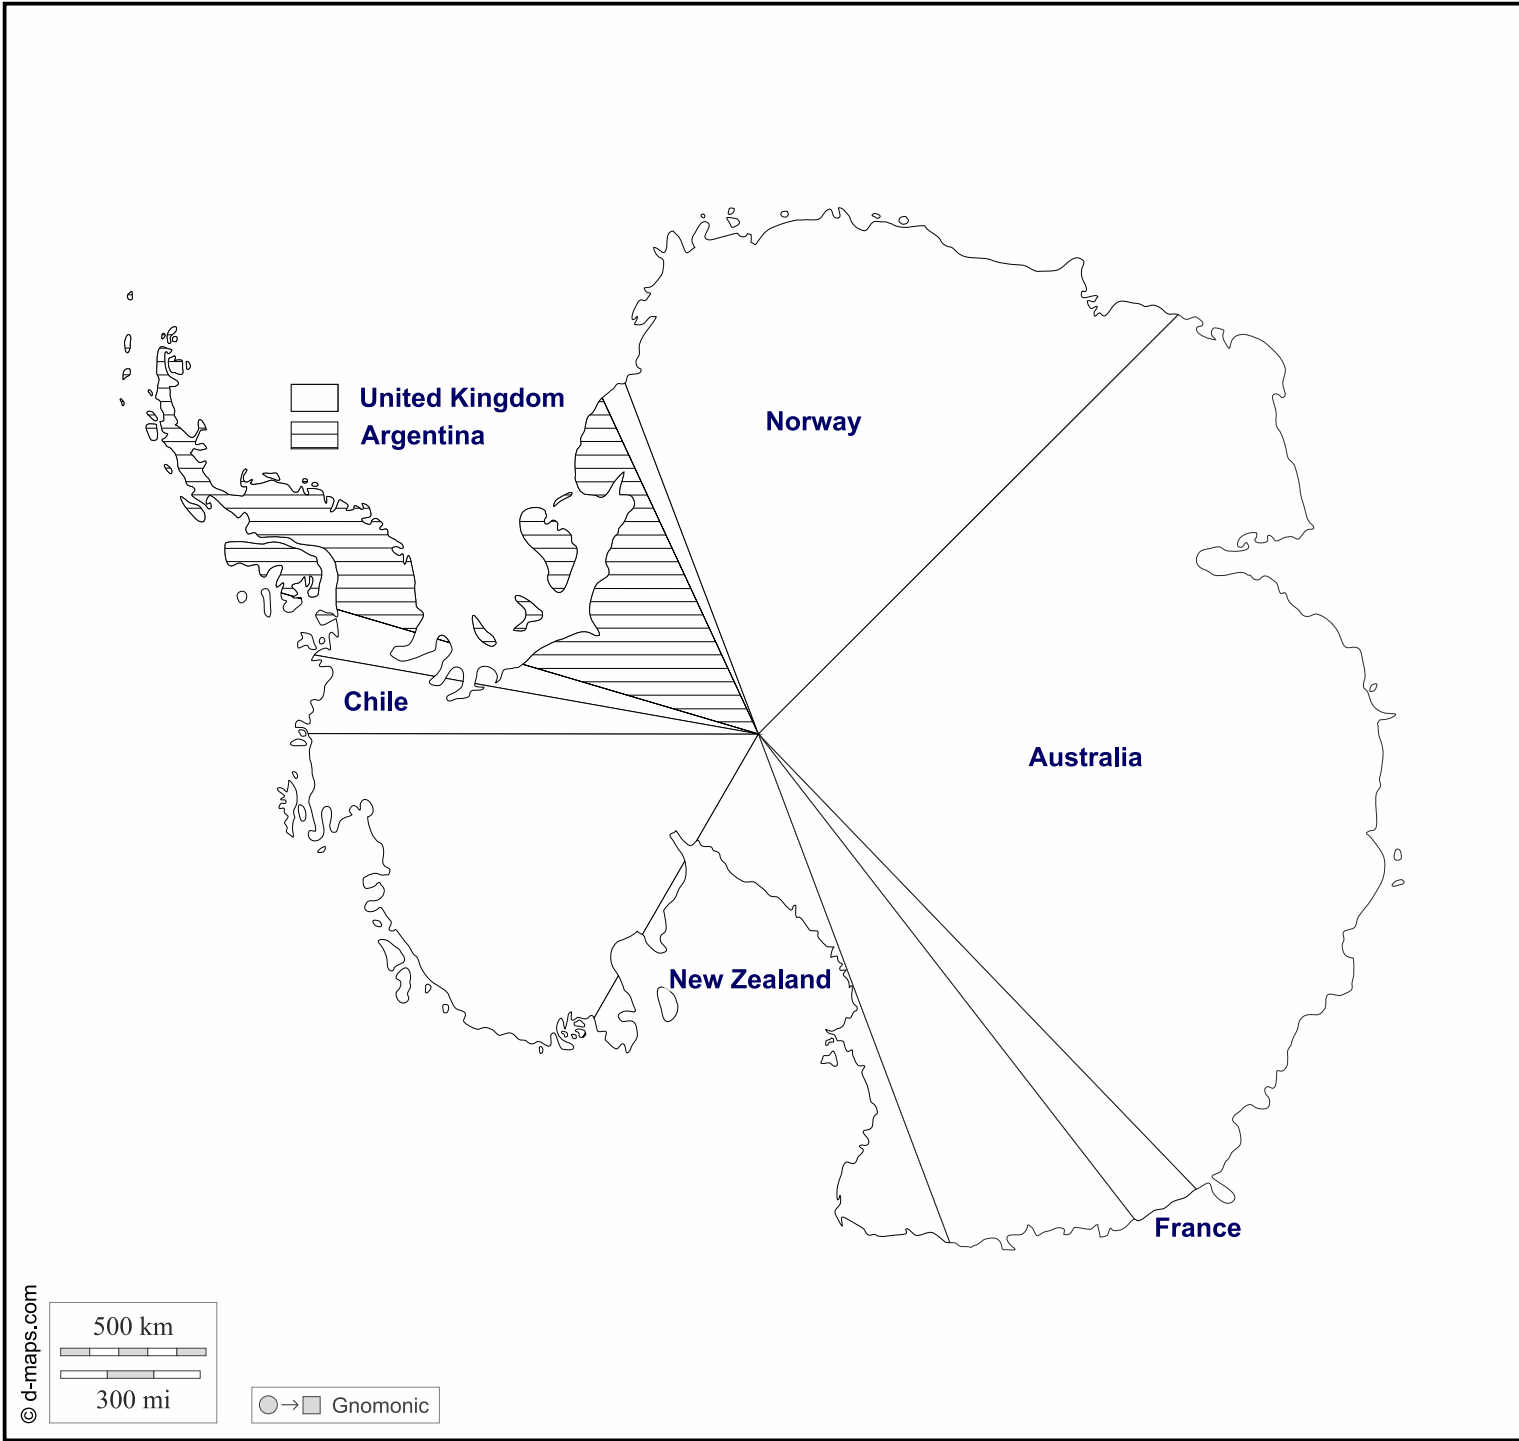 United Kingdom
Argentina
Norway
Chile
Australia
New Zealand
France
© d-maps.com
500 km
300 mi
Gnomonic